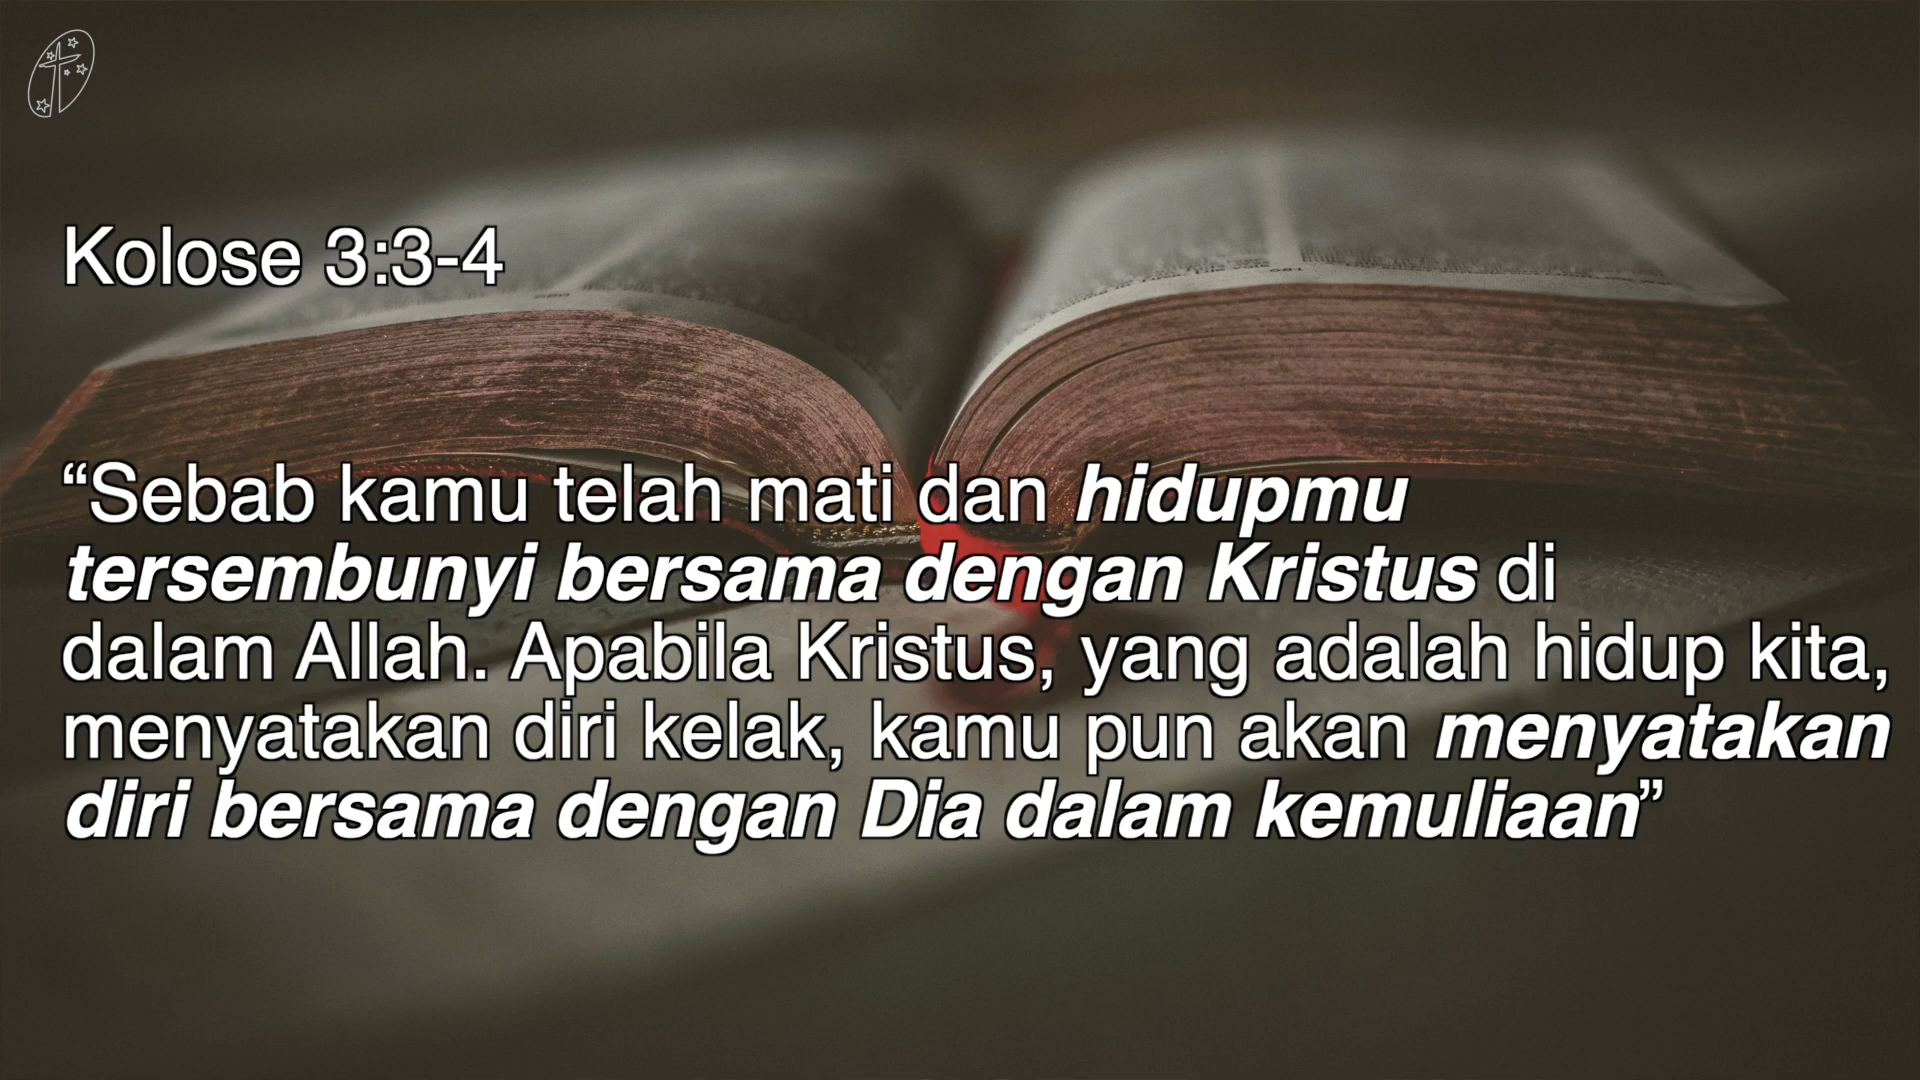 Kolose 3:3-4
“Sebab kamu telah mati dan hidupmu
tersembunyi bersama dengan Kristus di
dalam Allah. Apabila Kristus, yang adalah hidup kita,
menyatakan diri kelak, kamu pun akan menyatakan
diri bersama dengan Dia dalam kemuliaan”